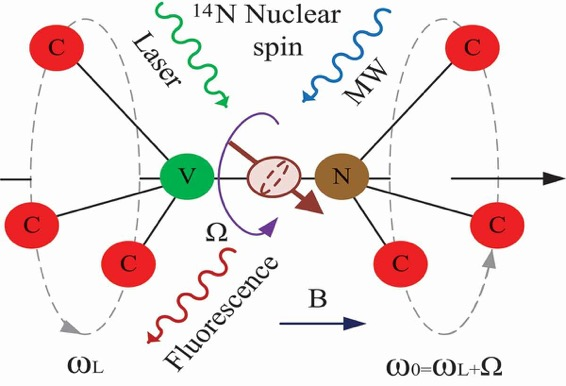 ¹⁴N Nuclear
spin
Laser
MW
C
C
V
N
C
C
C
C
Ω
Fluorescence
B
ωL
ω0=ωL+Ω